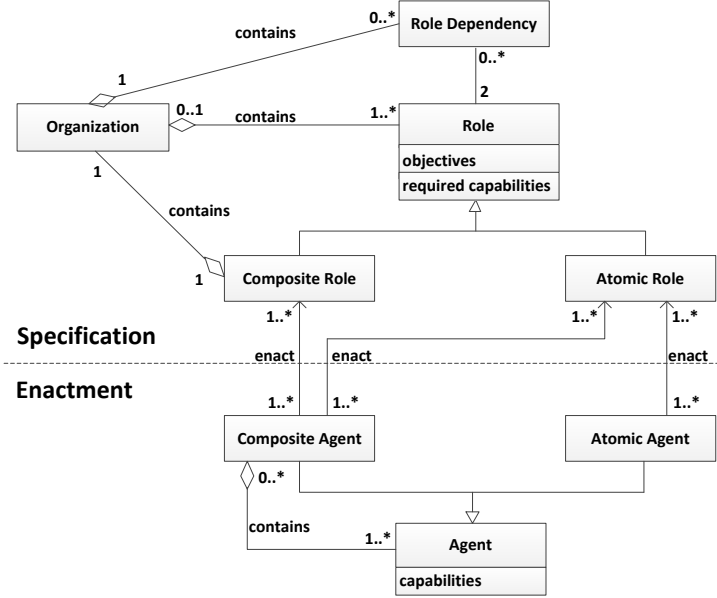 0..*
Role Dependency
contains
1
0..*
2
Organization
0..1
contains
1..*
Role
objectives
required capabilities
1
contains
1
Composite Role
Atomic Role
1..*
1..*
1..*
Specification
enact
enact
enact
Enactment
1..*
1..*
1..*
Composite Agent
Atomic Agent
0..*
contains
1..*
Agent
capabilities